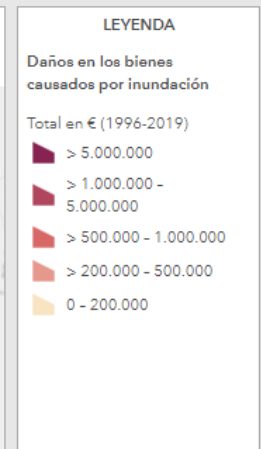 LEYENDA
Daños en los bienes
causados por inundación
Total en € (1996-2019)
> 5.000.000
> 1.000.000 -
5.000.000
> 500.000 - 1.000.000
> 200.000 - 500.000
0 - 200.000